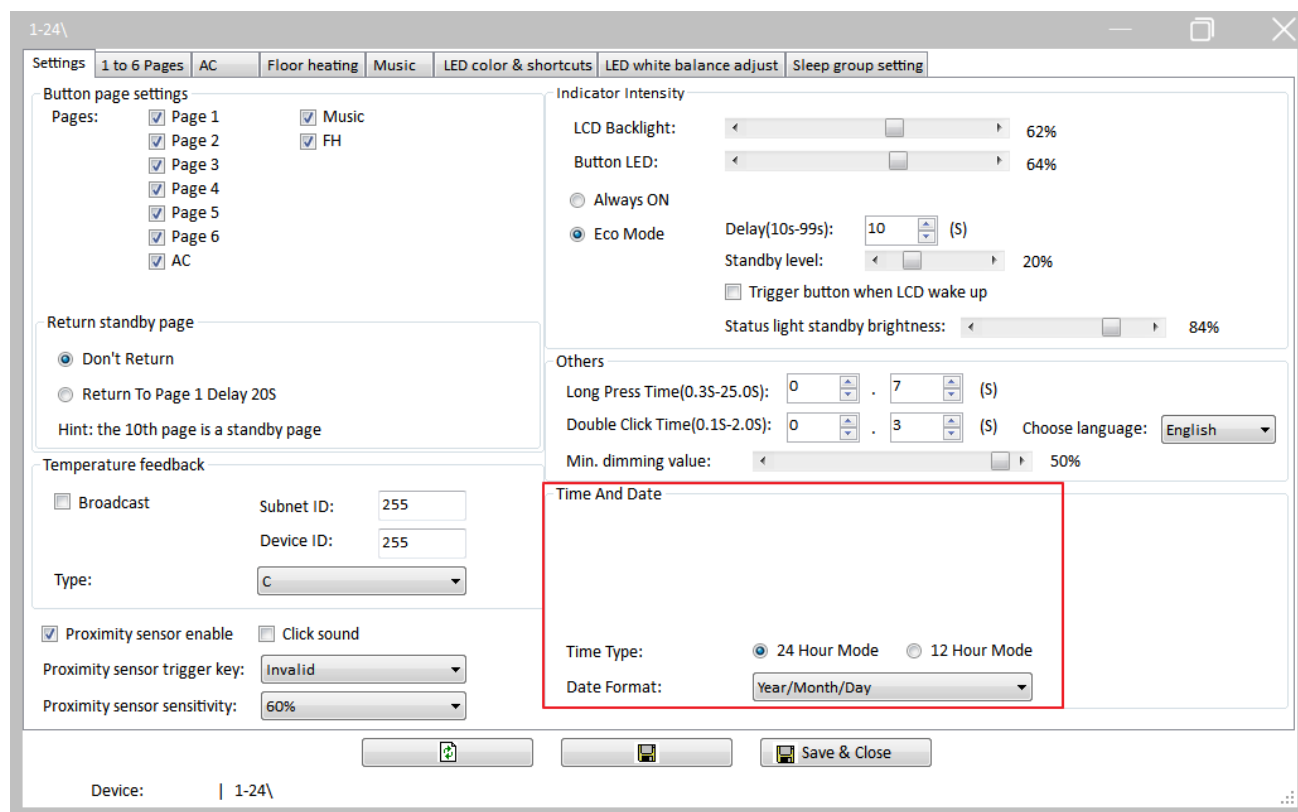 1-24\
Settings 1 to 6 Pages AC Floor heating Music LED color & shortcuts LED white balance adjust Sleep group setting
Button page settings
Pages: Page 1 Music
Page 2 FH
Page 3
Page 4
Page 5
Page 6
AC
Return standby page
Don't Return
Return To Page 1 Delay 20S
Hint: the 10th page is a standby page
Temperature feedback
Broadcast Subnet ID: 255
Device ID: 255
Type: C
Proximity sensor enable Click sound
Proximity sensor trigger key: Invalid
Proximity sensor sensitivity: 60%
Indicator Intensity
LCD Backlight: 62%
Button LED: 64%
Always ON
Eco Mode Delay(10s-99s): 10 (S)
Standby level: 20%
Trigger button when LCD wake up
Status light standby brightness: 84%
Others
Long Press Time(0.3S-25.0S): 0 . 7 (S)
Double Click Time(0.1S-2.0S): 0 . 3 (S) Choose language: English
Min. dimming value: 50%
Time And Date
Time Type: 24 Hour Mode 12 Hour Mode
Date Format: Year/Month/Day
Save & Close
Device: | 1-24\